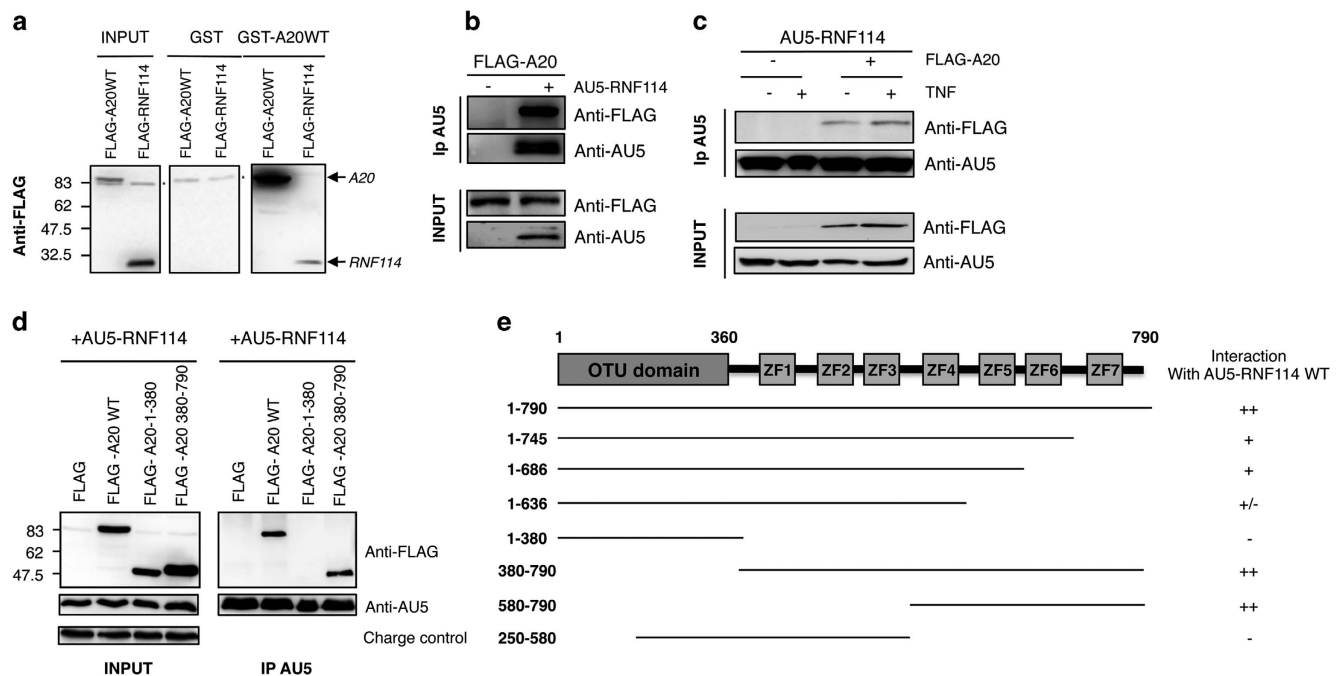 a
INPUT GST GST-A20WT
FLAG-A20WT
FLAG-RNF114
FLAG-A20WT
FLAG-RNF114
FLAG-A20WT
FLAG-RNF114
Anti-FLAG
83
62
47.5
32.5
A20
RNF114
b
FLAG-A20
- + AU5-RNF114
Ip AU5
Anti-FLAG
Anti-AU5
INPUT
Anti-FLAG
Anti-AU5
c
AU5-RNF114
- + FLAG-A20
- + - + TNF
Ip AU5
Anti-FLAG
Anti-AU5
INPUT
Anti-FLAG
Anti-AU5
d
+AU5-RNF114 +AU5-RNF114
FLAG
FLAG -A20 WT
FLAG- A20-1-380
FLAG -A20 380-790
FLAG
FLAG- A20 WT
FLAG- A20-1-380
FLAG -A20 380-790
83
62
47.5
Anti-FLAG
Anti-AU5
Charge control
INPUT IP AU5
e
1 360 790
OTU domain ZF1 ZF2 ZF3 ZF4 ZF5 ZF6 ZF7
Interaction
With AU5-RNF114 WT
1-790 ++
1-745 +
1-686 +
1-636 +/-
1-380 -
380-790 ++
580-790 ++
250-580 -